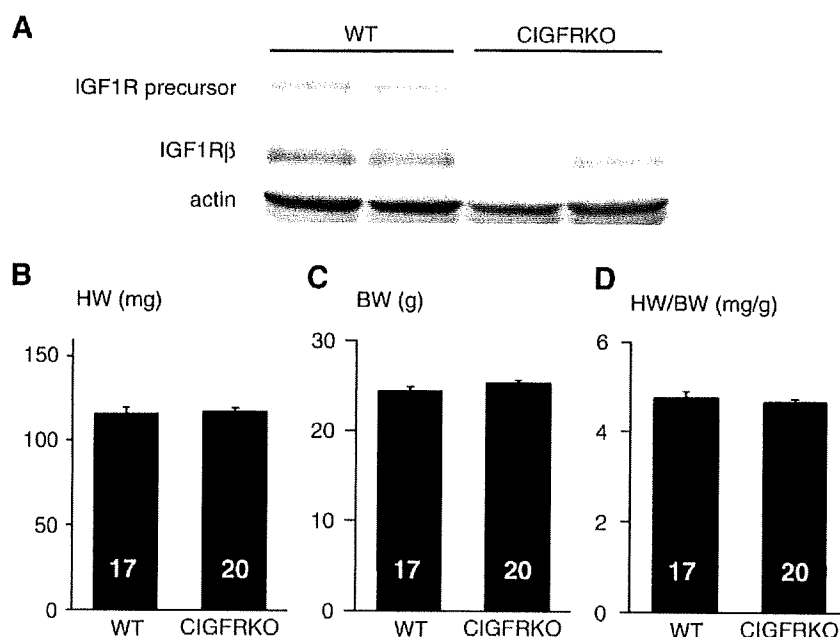 A
WT CIGFRKO
IGF1R precursor
IGF1Rβ
actin
B
HW (mg)
150
100
50
0
17 20
WT CIGFRKO
C
BW (g)
30
20
10
0
17 20
WT CIGFRKO
D
HW/BW (mg/g)
6
4
2
0
17 20
WT CIGFRKO